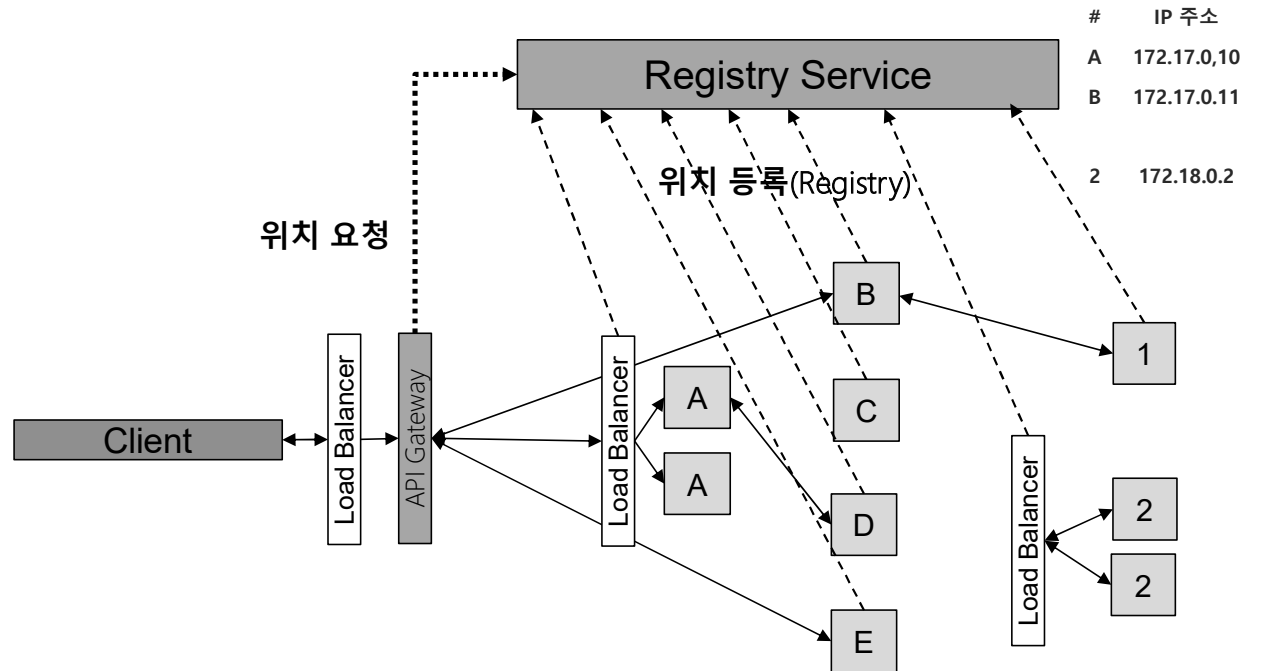 # IP 주소
A 172.17.0,10
B 172.17.0.11
2 172.18.0.2
Registry Service
위치 등록(Registry)
위치 요청
Client
Load Balancer
API Gateway
Load Balancer
A
A
B
C
D
E
Load Balancer
1
2
2